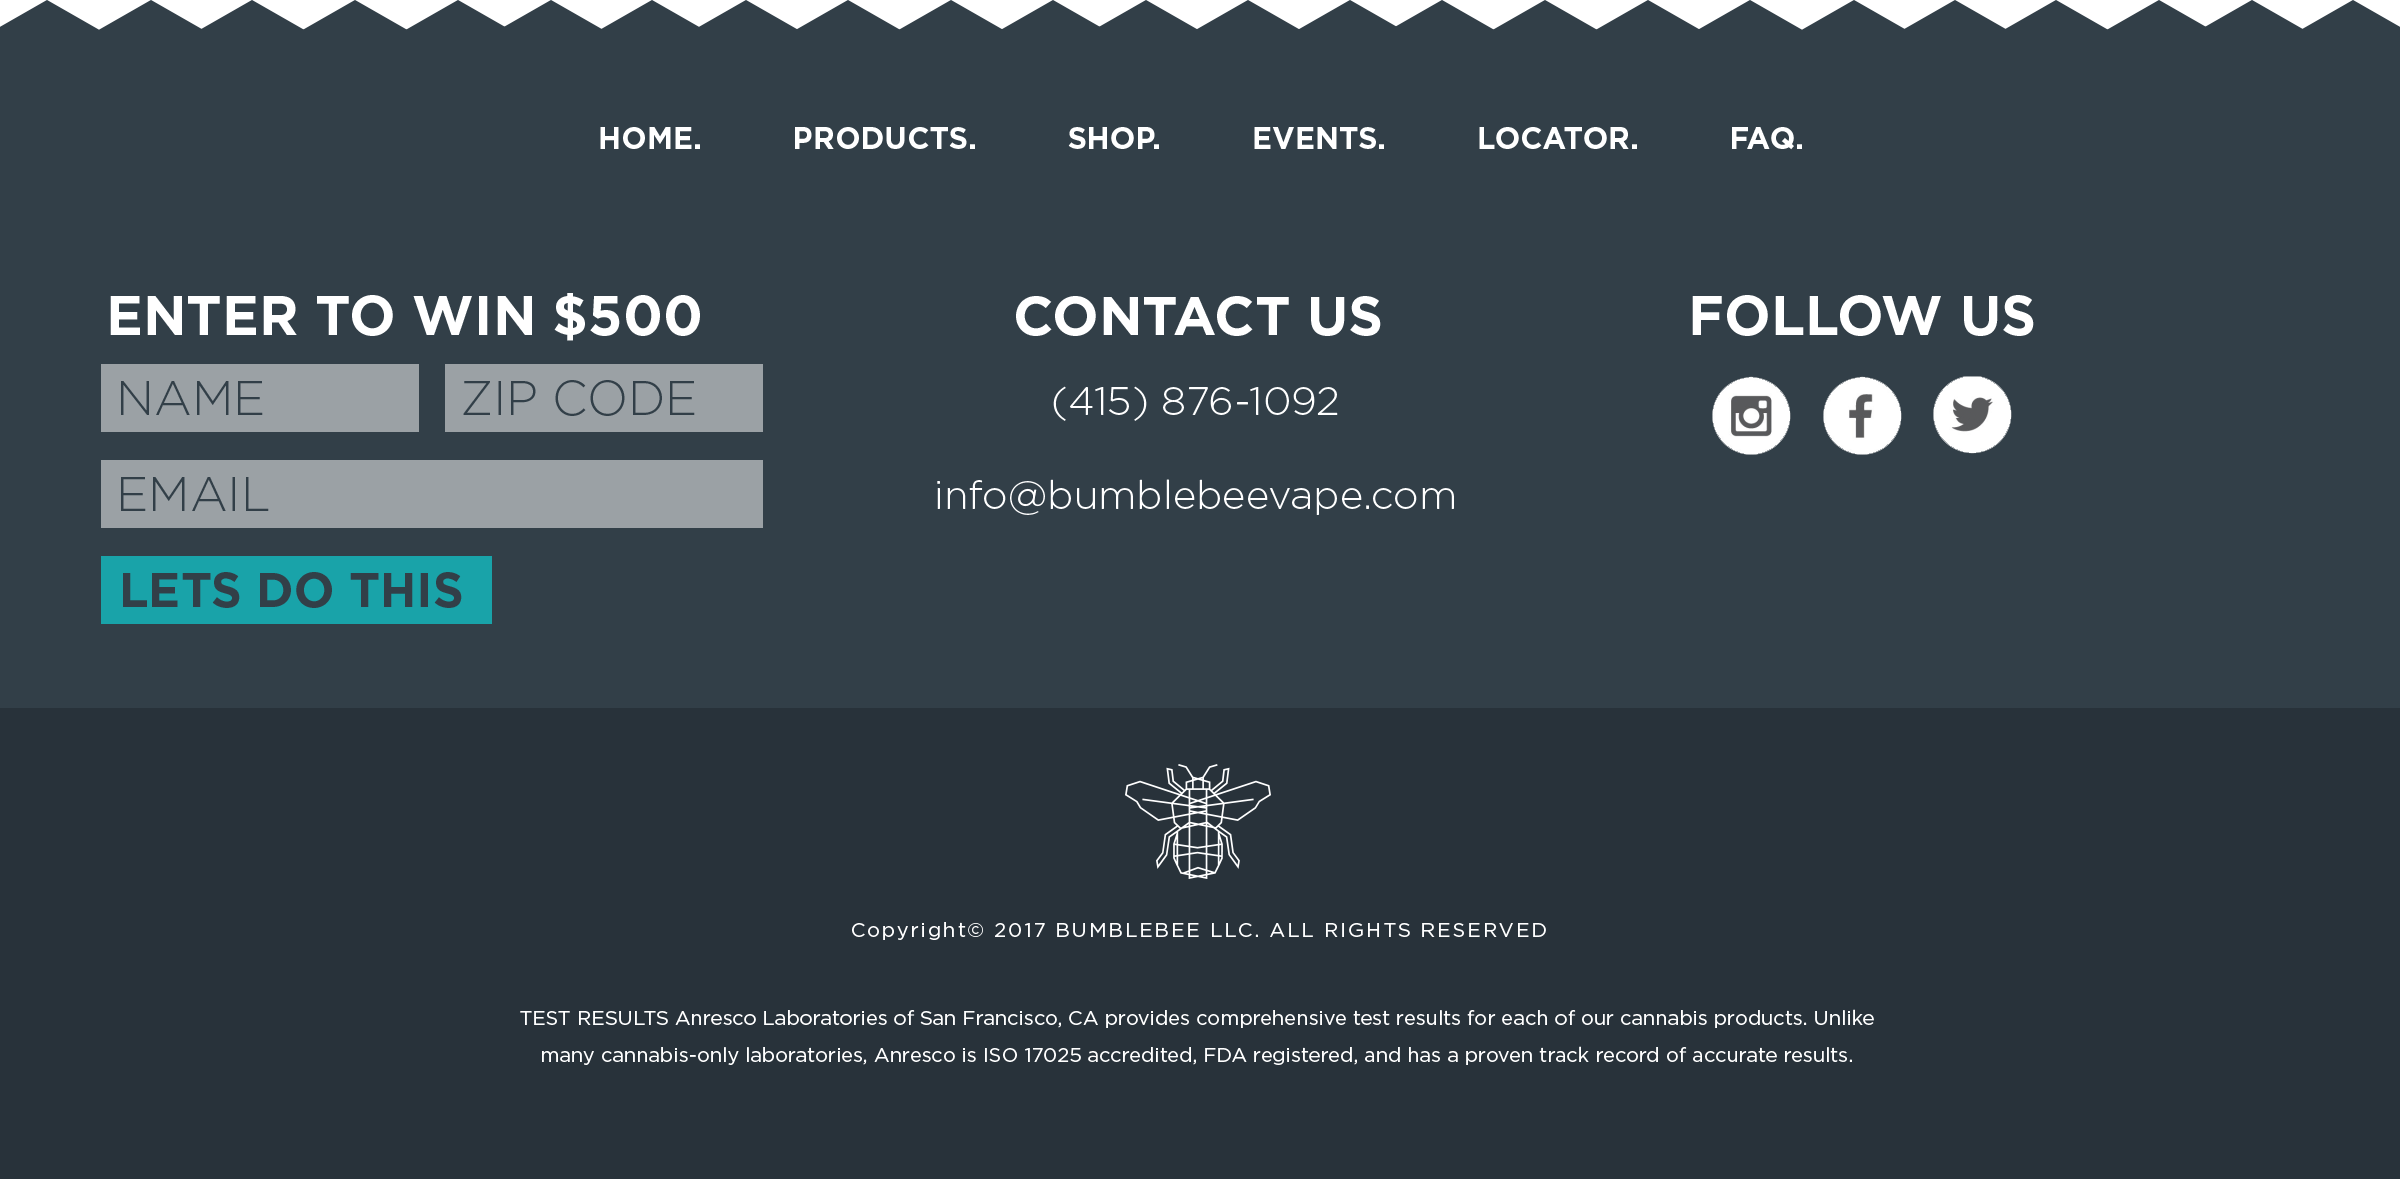 HOME. PRODUCTS. SHOP. EVENTS. LOCATOR. FAQ.
ENTER TO WIN $500
NAME ZIP CODE
EMAIL
LETS DO THIS
CONTACT US
(415) 876-1092
info@bumblebeevape.com
FOLLOW US
Copyright© 2017 BUMBLEBEE LLC. ALL RIGHTS RESERVED
TEST RESULTS Anresco Laboratories of San Francisco, CA provides comprehensive test results for each of our cannabis products. Unlike
many cannabis-only laboratories, Anresco is ISO 17025 accredited, FDA registered, and has a proven track record of accurate results.